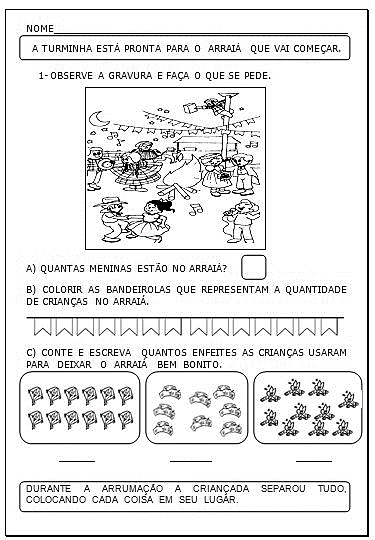 NOME
A TURMINHA ESTÁ PRONTA PARA O ARRAIÁ QUE VAI COMEÇAR.
1- OBSERVE A GRAVURA E FAÇA O QUE SE PEDE.
A) QUANTAS MENINAS ESTÃO NO ARRAIÁ?
B) COLORIR AS BANDEIROLAS QUE REPRESENTAM A QUANTIDADE
DE CRIANÇAS NO ARRAIÁ.
C) CONTE E ESCREVA QUANTOS ENFEITES AS CRIANÇAS USARAM
PARA DEIXAR O ARRAIÁ BEM BONITO.
DURANTE A ARRUMAÇÃO A CRIANÇADA SEPAROU TUDO,
COLOCANDO CADA COISA EM SEU LUGAR.